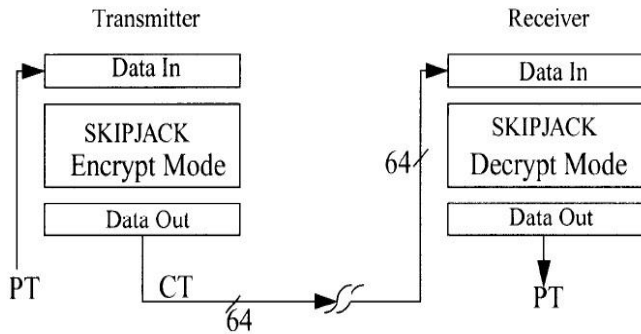 Transmitter
Receiver
Data In
Data In
SKIPJACK
Encrypt Mode
SKIPJACK
Decrypt Mode
64
Data Out
Data Out
PT
CT
64
PT